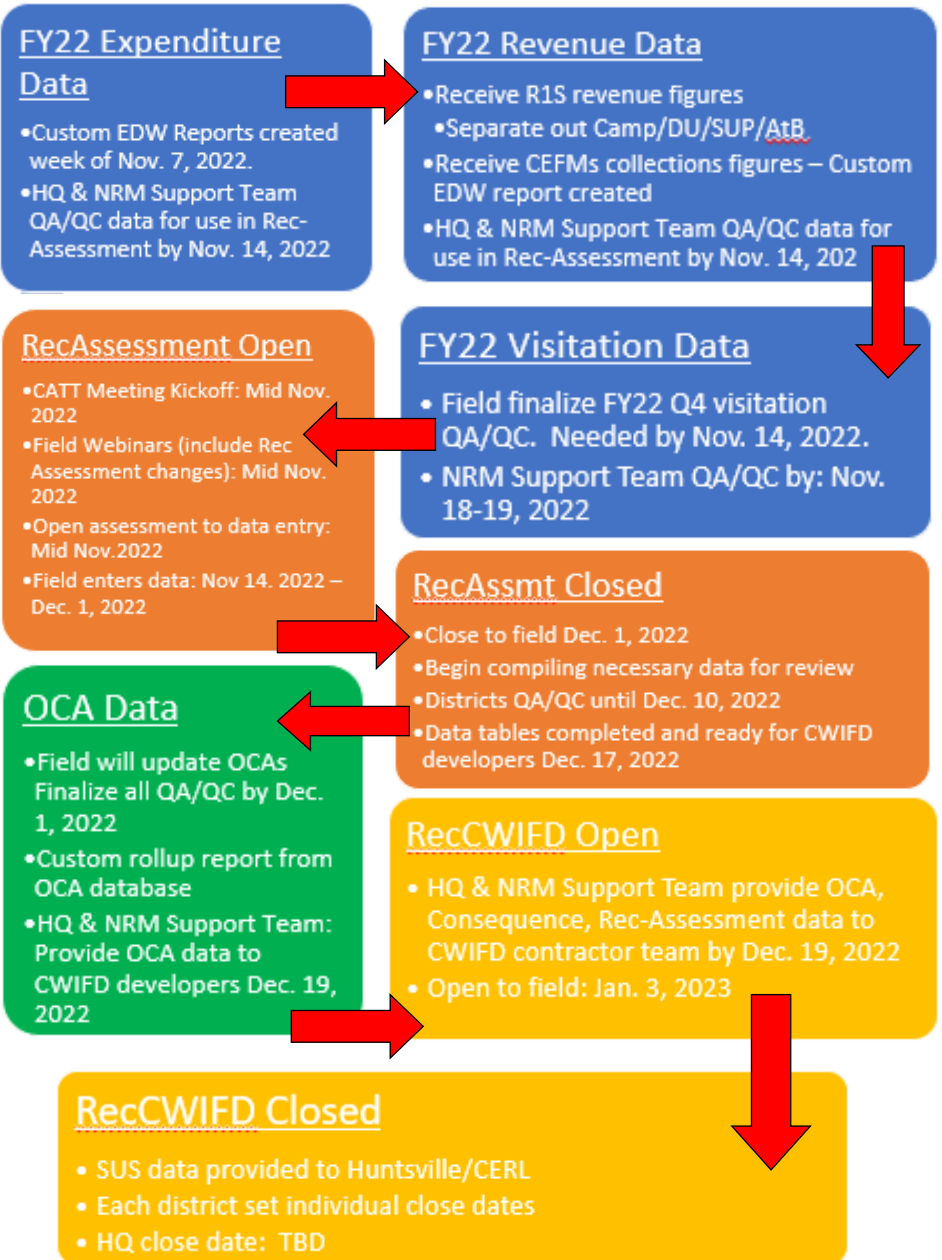 FY22 Expenditure
Data
•Custom EDW Reports created
week of Nov. 7, 2022.
•HQ & NRM Support Team
QA/QC data for use in Rec-
Assessment by Nov. 14, 2022
FY22 Revenue Data
•Receive R1S revenue figures
•Separate out Camp/DU/SUP/AtB
•Receive CEFMs collections figures – Custom
EDW report created
•HQ & NRM Support Team QA/QC data for
use in Rec-Assessment by Nov. 14, 202
FY22 Visitation Data
• Field finalize FY22 Q4 visitation
QA/QC. Needed by Nov. 14, 2022.
• NRM Support Team QA/QC by: Nov.
18-19, 2022
RecAssessment Open
•CATT Meeting Kickoff: Mid Nov.
2022
•Field Webinars (include Rec
Assessment changes): Mid Nov.
2022
•Open assessment to data entry:
Mid Nov.2022
•Field enters data: Nov 14. 2022 –
Dec. 1, 2022
RecAssmt Closed
•Close to field Dec. 1, 2022
•Begin compiling necessary data for review
•Districts QA/QC until Dec. 10, 2022
•Data tables completed and ready for CWIFD
developers Dec. 17, 2022
OCA Data
•Field will update OCAs
Finalize all QA/QC by Dec.
1, 2022
•Custom rollup report from
OCA database
•HQ & NRM Support Team:
Provide OCA data to
CWIFD developers Dec. 19,
2022
RecCWIFD Open
• HQ & NRM Support Team provide OCA,
Consequence, Rec-Assessment data to
CWIFD contractor team by Dec. 19, 2022
• Open to field: Jan. 3, 2023
RecCWIFD Closed
• SUS data provided to Huntsville/CERL
• Each district set individual close dates
• HQ close date: TBD